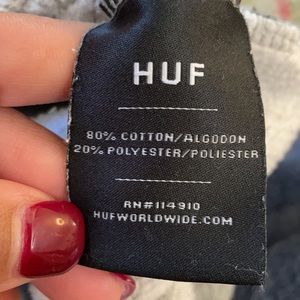 HUF
80% COTTON/ALGODON
20% POLYESTER/POLIESTER
RN#114910
HUFWORLDWIDE.COM